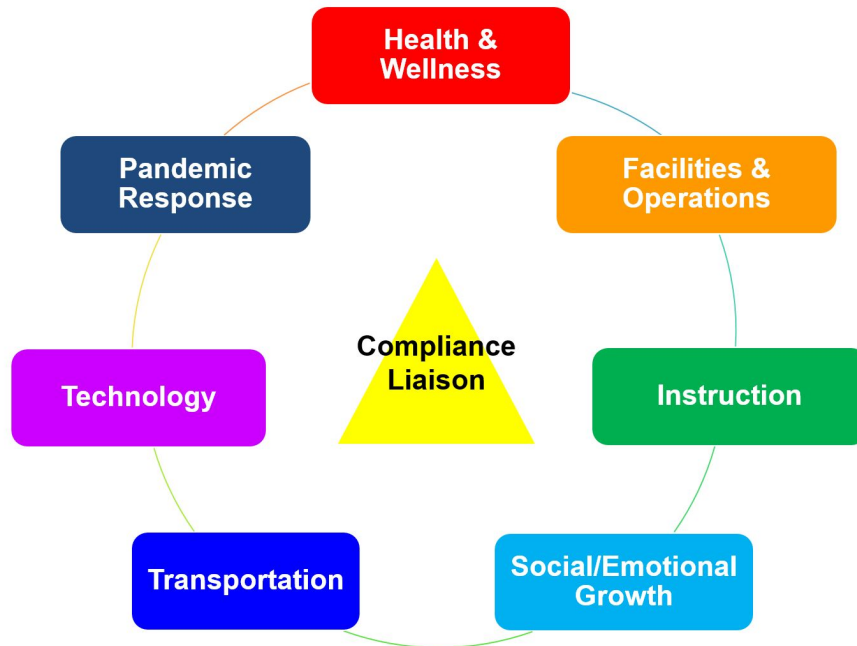 Health &
Wellness
Pandemic
Response
Facilities &
Operations
Compliance
Liaison
Technology
Instruction
Transportation
Social/Emotional
Growth